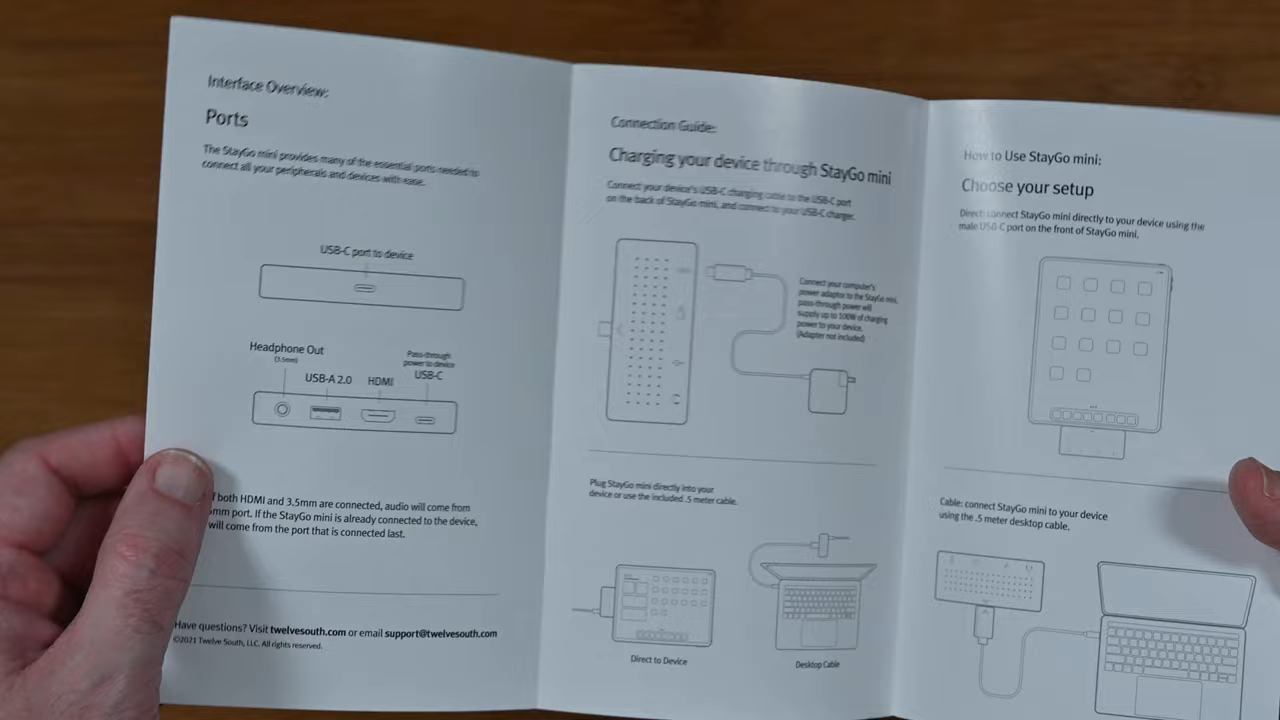 Interface Overview:
Ports
The StayGo mini provides many of the essential ports needed to
connect all your peripherals and devices with ease.
USB-C port to device
Headphone Out
(3.5mm)
USB-A 2.0
HDMI
Pass-through
power to device
USB-C
f both HDMI and 3.5mm are connected, audio will come from
mm port. If the StayGo mini is already connected to the device,
will come from the port that is connected last.
Have questions? Visit twelvesouth.com or email support@twelvesouth.com
©2021 Twelve South, LLC. All rights reserved.
Connection Guide:
Charging your device through StayGo mini
Connect your device's USB-C charging cable to the USB-C port
on the back of StayGo mini, and connect to your USB-C charger.
Connect your computer's
power adaptor to the StayGo mini,
pass-through power will
supply up to 100W of charging
power to your device.
(Adapter not included)
Plug StayGo mini directly into your
device or use the included .5 meter cable.
Direct to Device
Desktop Cable
How to Use StayGo mini:
Choose your setup
Direct: connect StayGo mini directly to your device using the
male USB-C port on the front of StayGo mini.
Cable: connect StayGo mini to your device
using the .5 meter desktop cable.